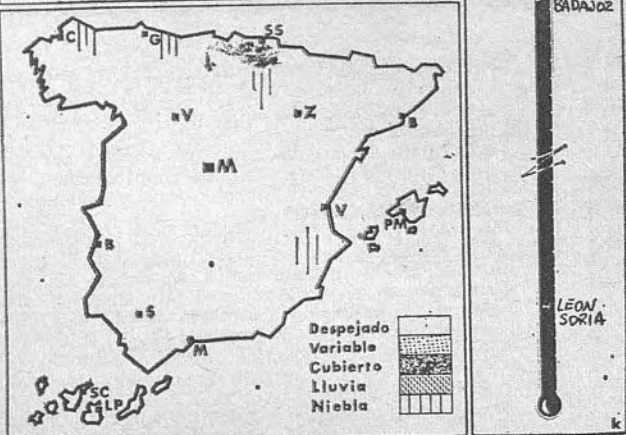 BADAJOZ
C
G
SS
V
Z
B
M
V
PM
B
S
M
SC
LP
LEON
SORIA
Despejado
Variable
Cubierto
Lluvia
Niebla
k